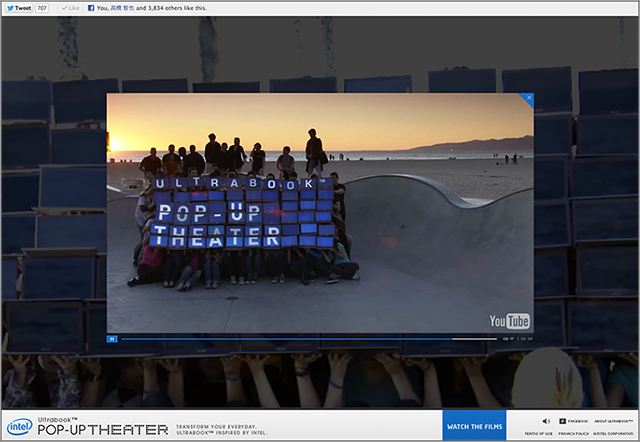 Tweet 707 Like You, 高橋 智也 and 3,834 others like this.
ULTRABOOK™
POP-UP
THEATER
YouTube
intel Ultrabook™
POP-UP THEATER
TRANSFORM YOUR EVERYDAY.
ULTRABOOK™ INSPIRED BY INTEL.
WATCH THE FILMS
FACEBOOK ABOUT ULTRABOOK™
TERMS OF USE PRIVACY POLICY ©INTEL CORPORATION